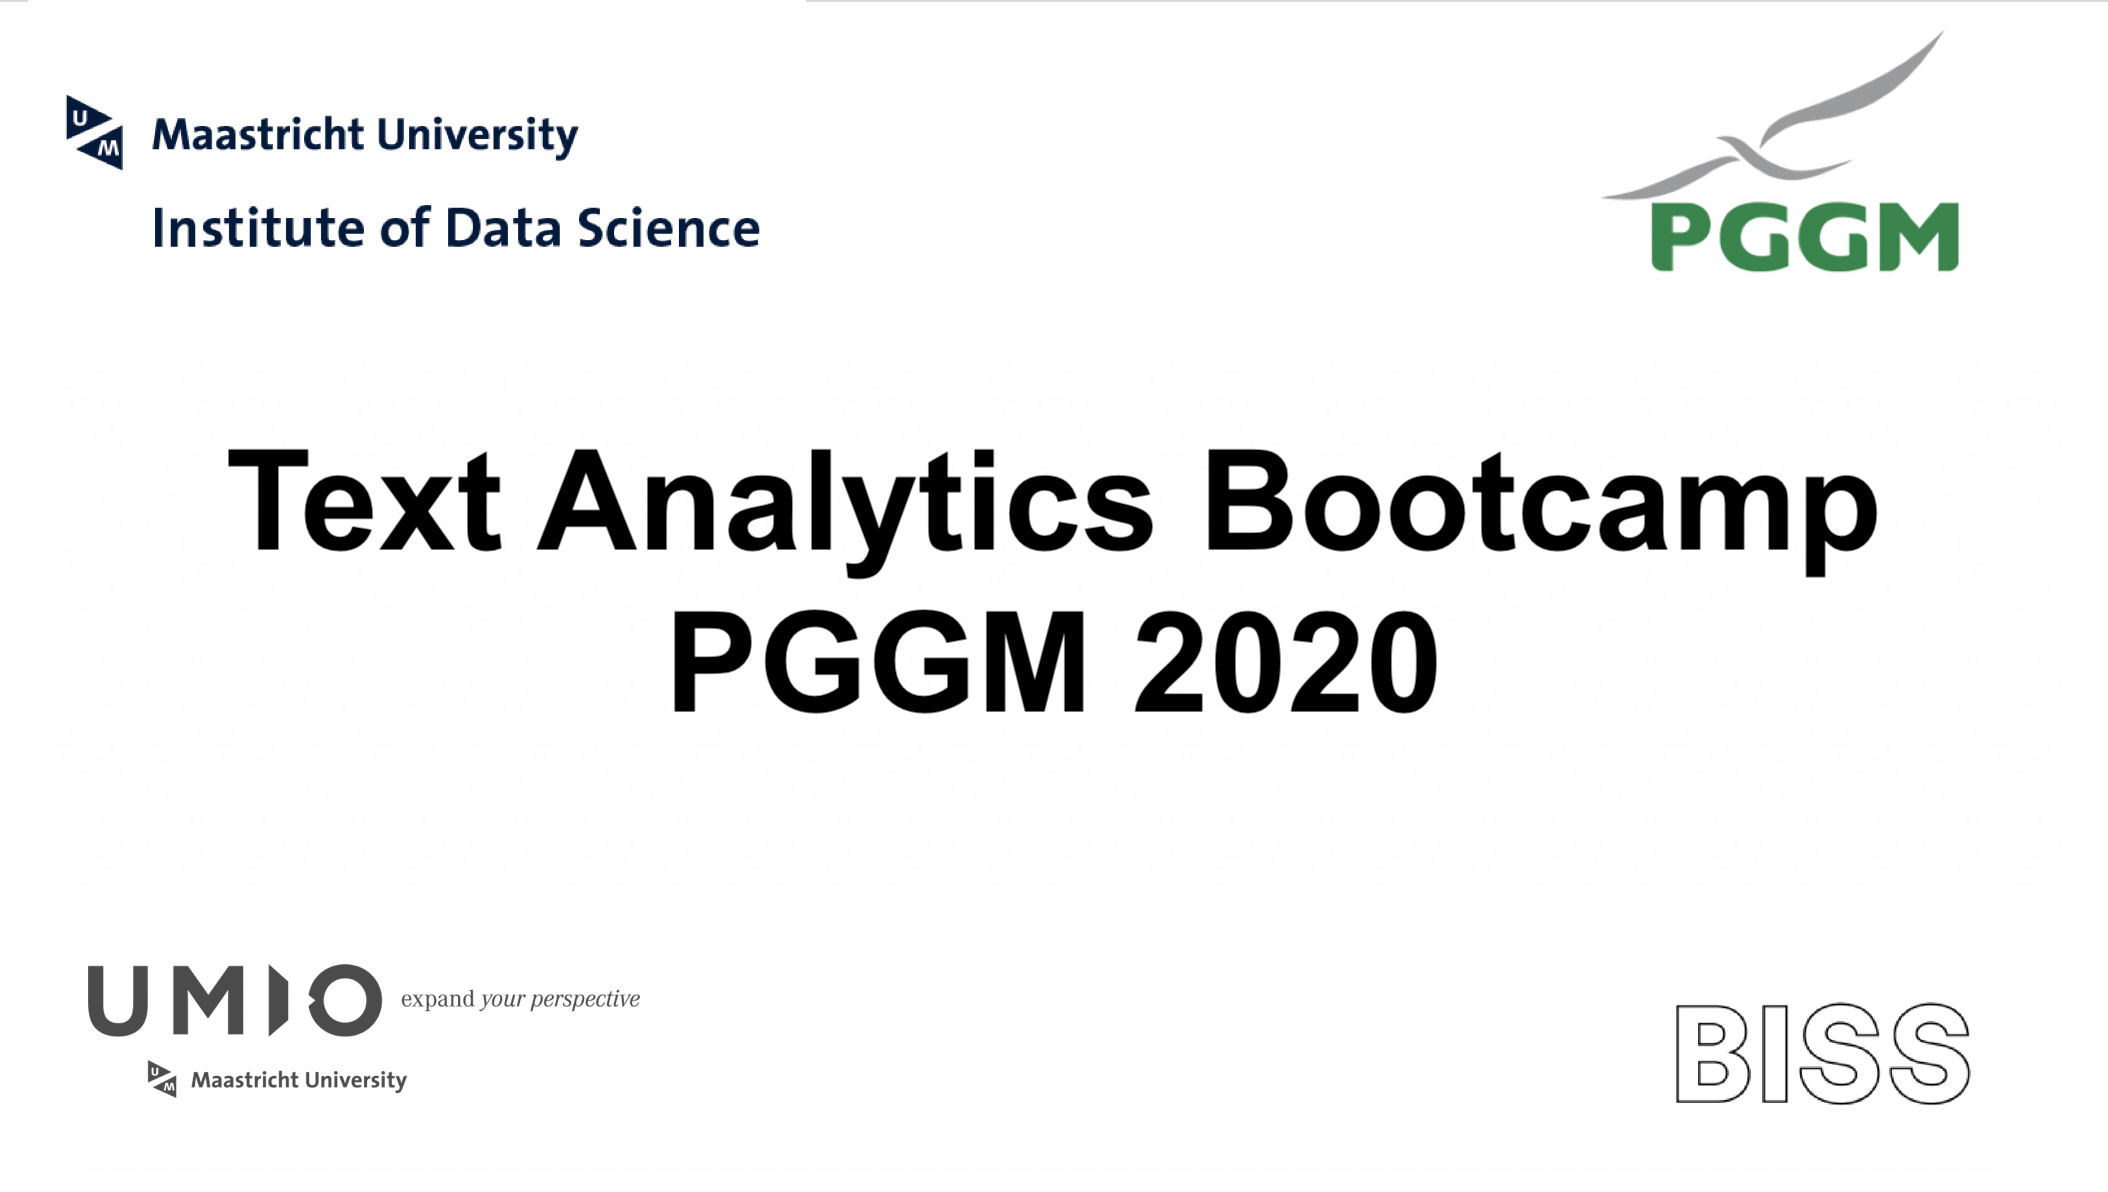 U
M
Maastricht University
Institute of Data Science
PGGM
Text Analytics Bootcamp
PGGM 2020
UMIO expand your perspective
U
M
Maastricht University
BISS